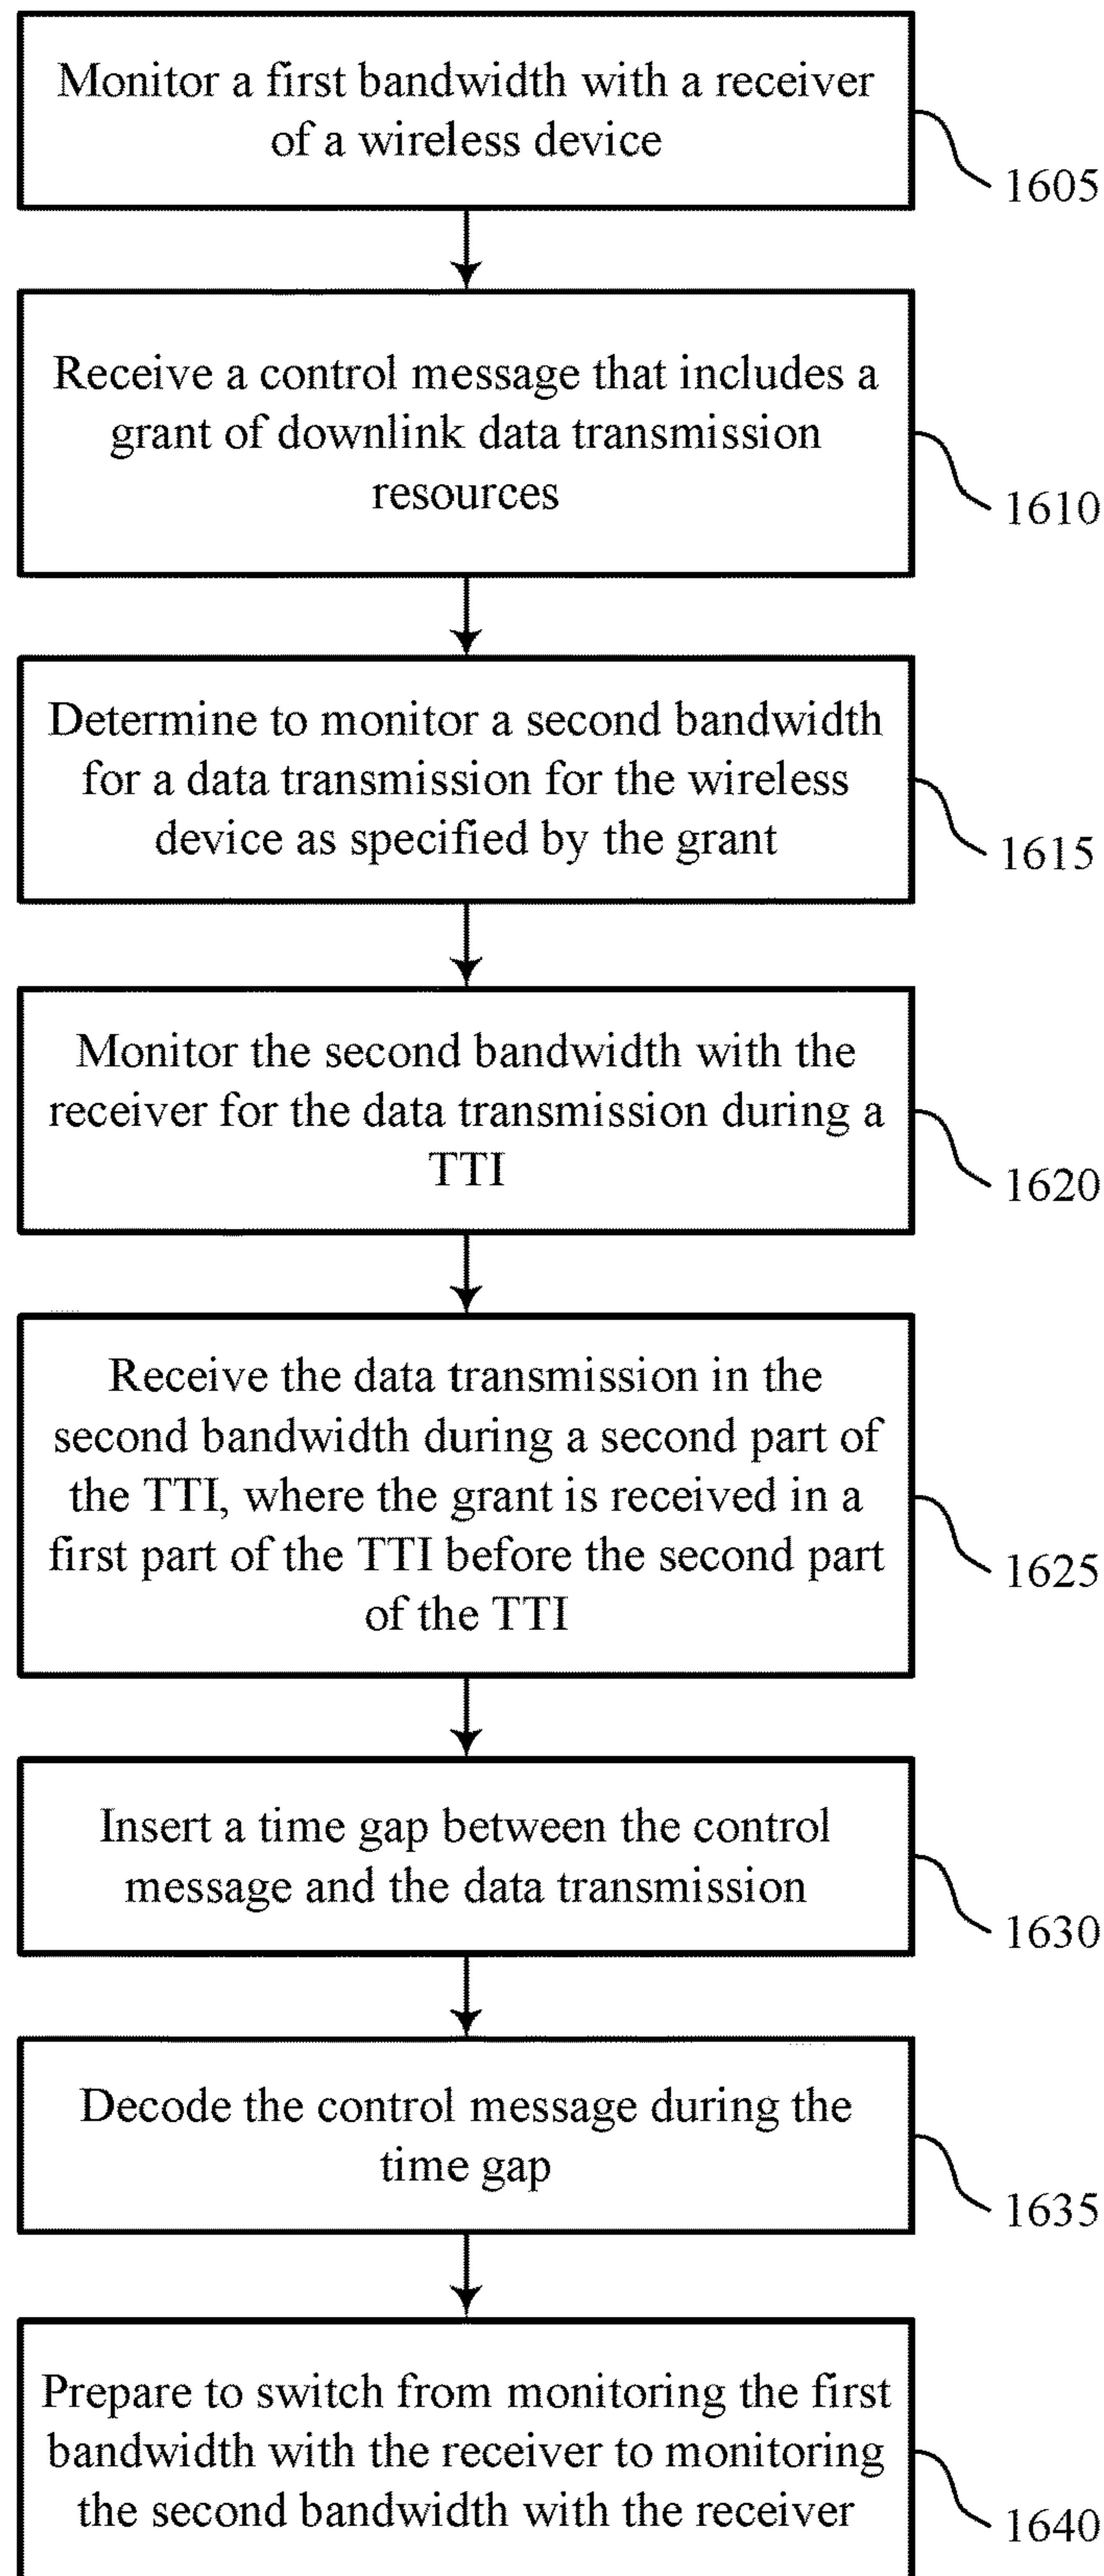 Monitor a first bandwidth with a receiver
of a wireless device
1605
Receive a control message that includes a
grant of downlink data transmission
resources
1610
Determine to monitor a second bandwidth
for a data transmission for the wireless
device as specified by the grant
1615
Monitor the second bandwidth with the
receiver for the data transmission during a
TTI
1620
Receive the data transmission in the
second bandwidth during a second part of
the TTI, where the grant is received in a
first part of the TTI before the second part
of the TTI
1625
Insert a time gap between the control
message and the data transmission
1630
Decode the control message during the
time gap
1635
Prepare to switch from monitoring the first
bandwidth with the receiver to monitoring
the second bandwidth with the receiver
1640